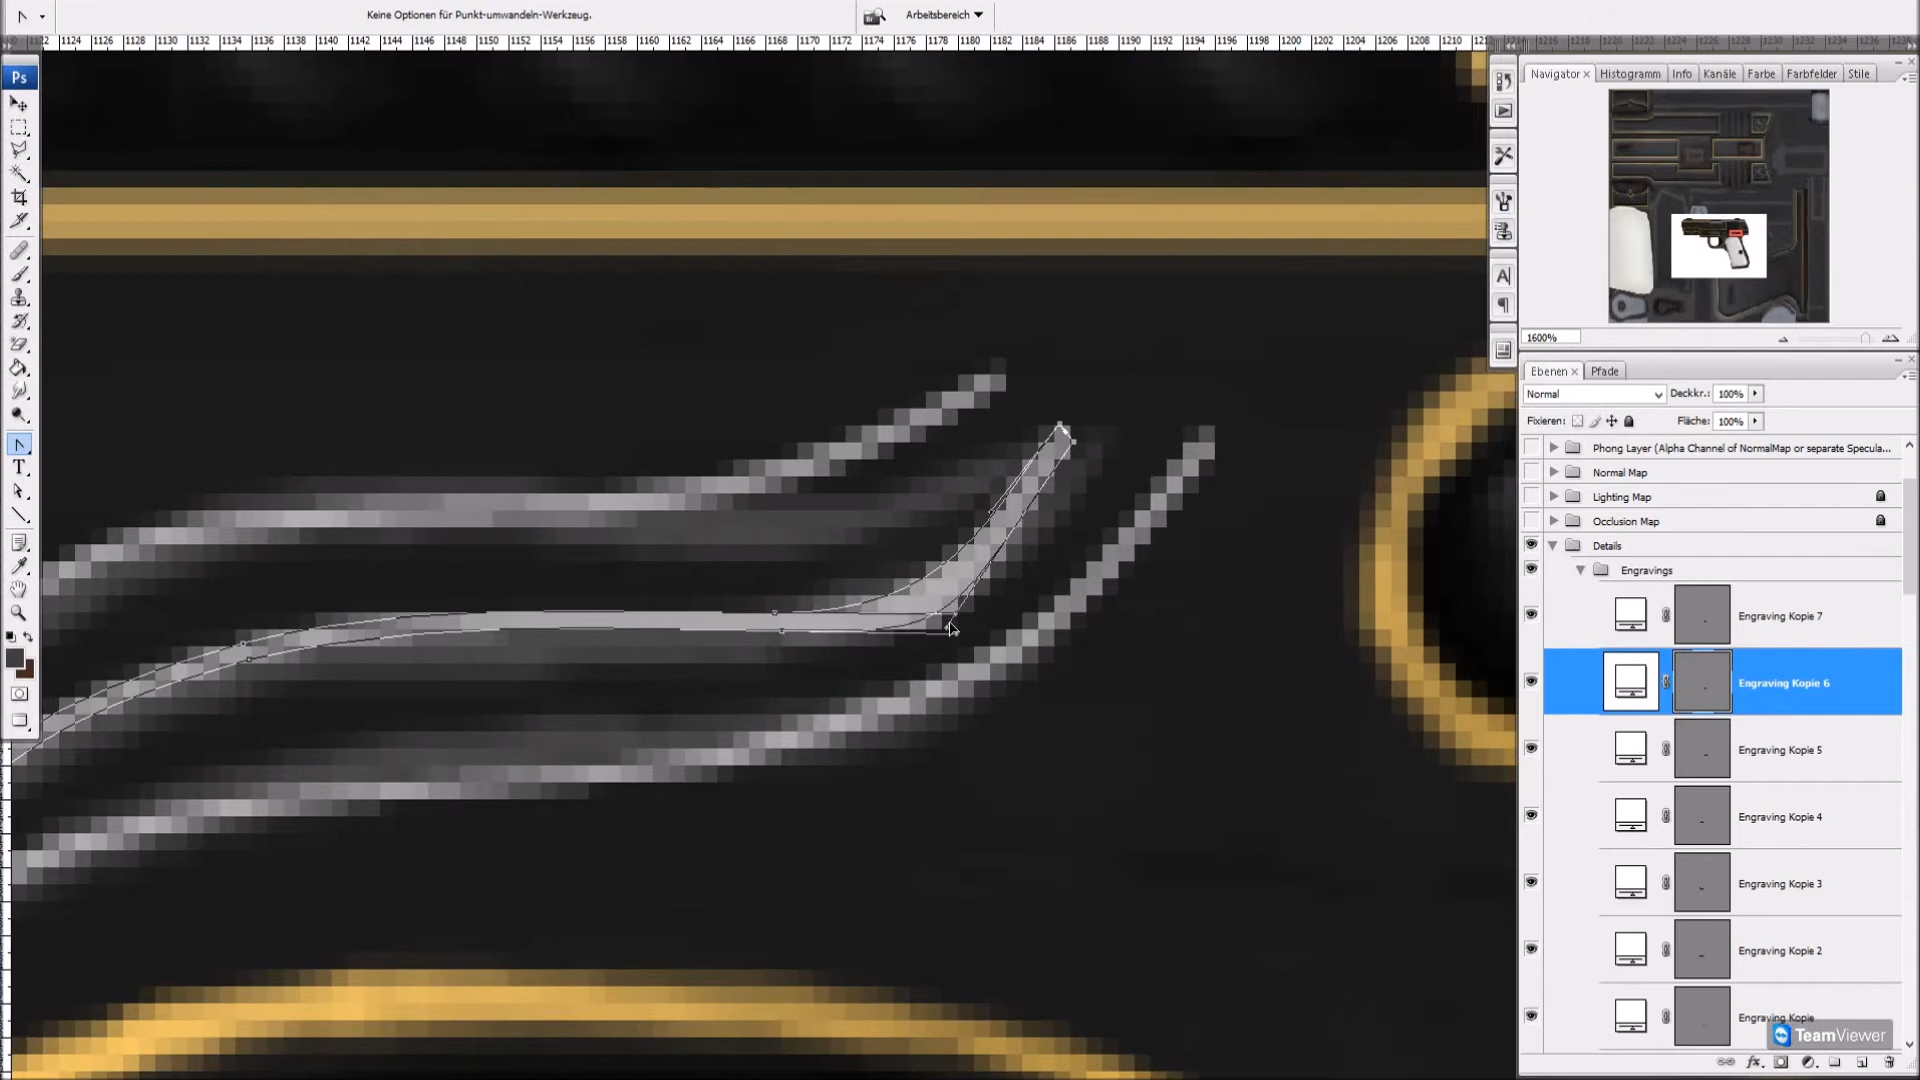 Keine Optionen für Punkt-umwandeln-Werkzeug.
Arbeitsbereich
1122 1124 1126 1128 1130 1132 1134 1136 1138 1140 1142 1144 1146 1148 1150 1152 1154 1156 1158 1160 1162 1164 1166 1168 1170 1172 1174 1176 1178 1180 1182 1184 1186 1188 1190 1192 1194 1196 1198 1200 1202 1204 1206 1208 1210
Ps
Navigator Histogramm Info Kanäle Farbe Farbfelder Stile
1600%
Ebenen Pfade
Normal Deckkr.: 100%
Fixieren: Fläche: 100%
Phong Layer (Alpha Channel of NormalMap or separate Specula...
Normal Map
Lighting Map
Occlusion Map
Details
Engravings
Engraving Kopie 7
Engraving Kopie 6
Engraving Kopie 5
Engraving Kopie 4
Engraving Kopie 3
Engraving Kopie 2
Engraving Kopie
TeamViewer